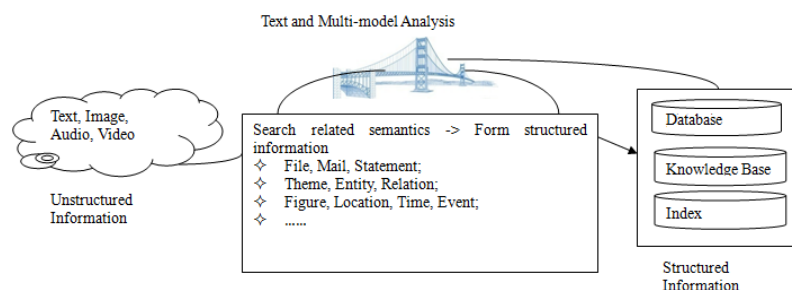 Text and Multi-model Analysis
Text, Image,
Audio, Video
Unstructured
Information
Search related semantics -> Form structured
information
✧ File, Mail, Statement;
✧ Theme, Entity, Relation;
✧ Figure, Location, Time, Event;
✧ ……
Database
Knowledge Base
Index
Structured
Information